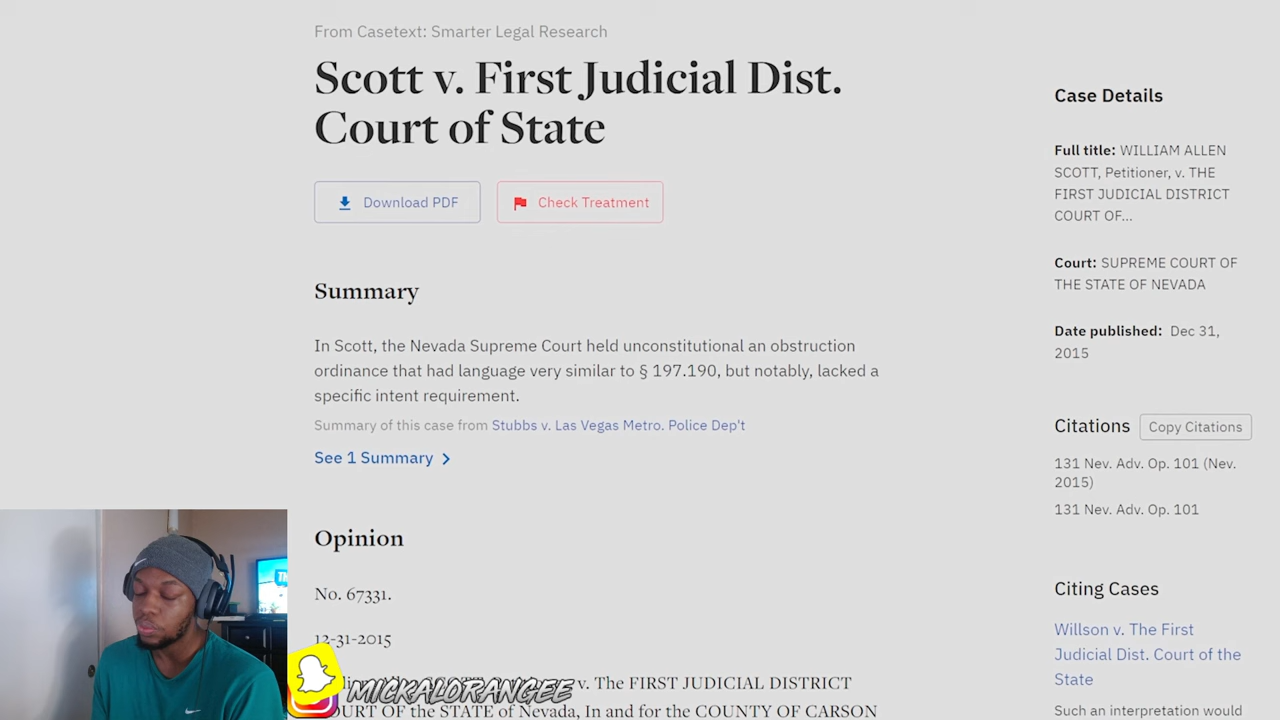 From Casetext: Smarter Legal Research
Scott v. First Judicial Dist.
Court of State
Download PDF
Check Treatment
Summary
In Scott, the Nevada Supreme Court held unconstitutional an obstruction
ordinance that had language very similar to § 197.190, but notably, lacked a
specific intent requirement.
Summary of this case from Stubbs v. Las Vegas Metro. Police Dep't
See 1 Summary
Opinion
No. 67331.
12-31-2015
v. The FIRST JUDICIAL DISTRICT
COURT OF the STATE of Nevada, In and for the COUNTY OF CARSON
MICKALORANGEE
Case Details
Full title: WILLIAM ALLEN
SCOTT, Petitioner, v. THE
FIRST JUDICIAL DISTRICT
COURT OF...
Court: SUPREME COURT OF
THE STATE OF NEVADA
Date published: Dec 31,
2015
Citations
Copy Citations
131 Nev. Adv. Op. 101 (Nev.
2015)
131 Nev. Adv. Op. 101
Citing Cases
Willson v. The First
Judicial Dist. Court of the
State
Such an interpretation would